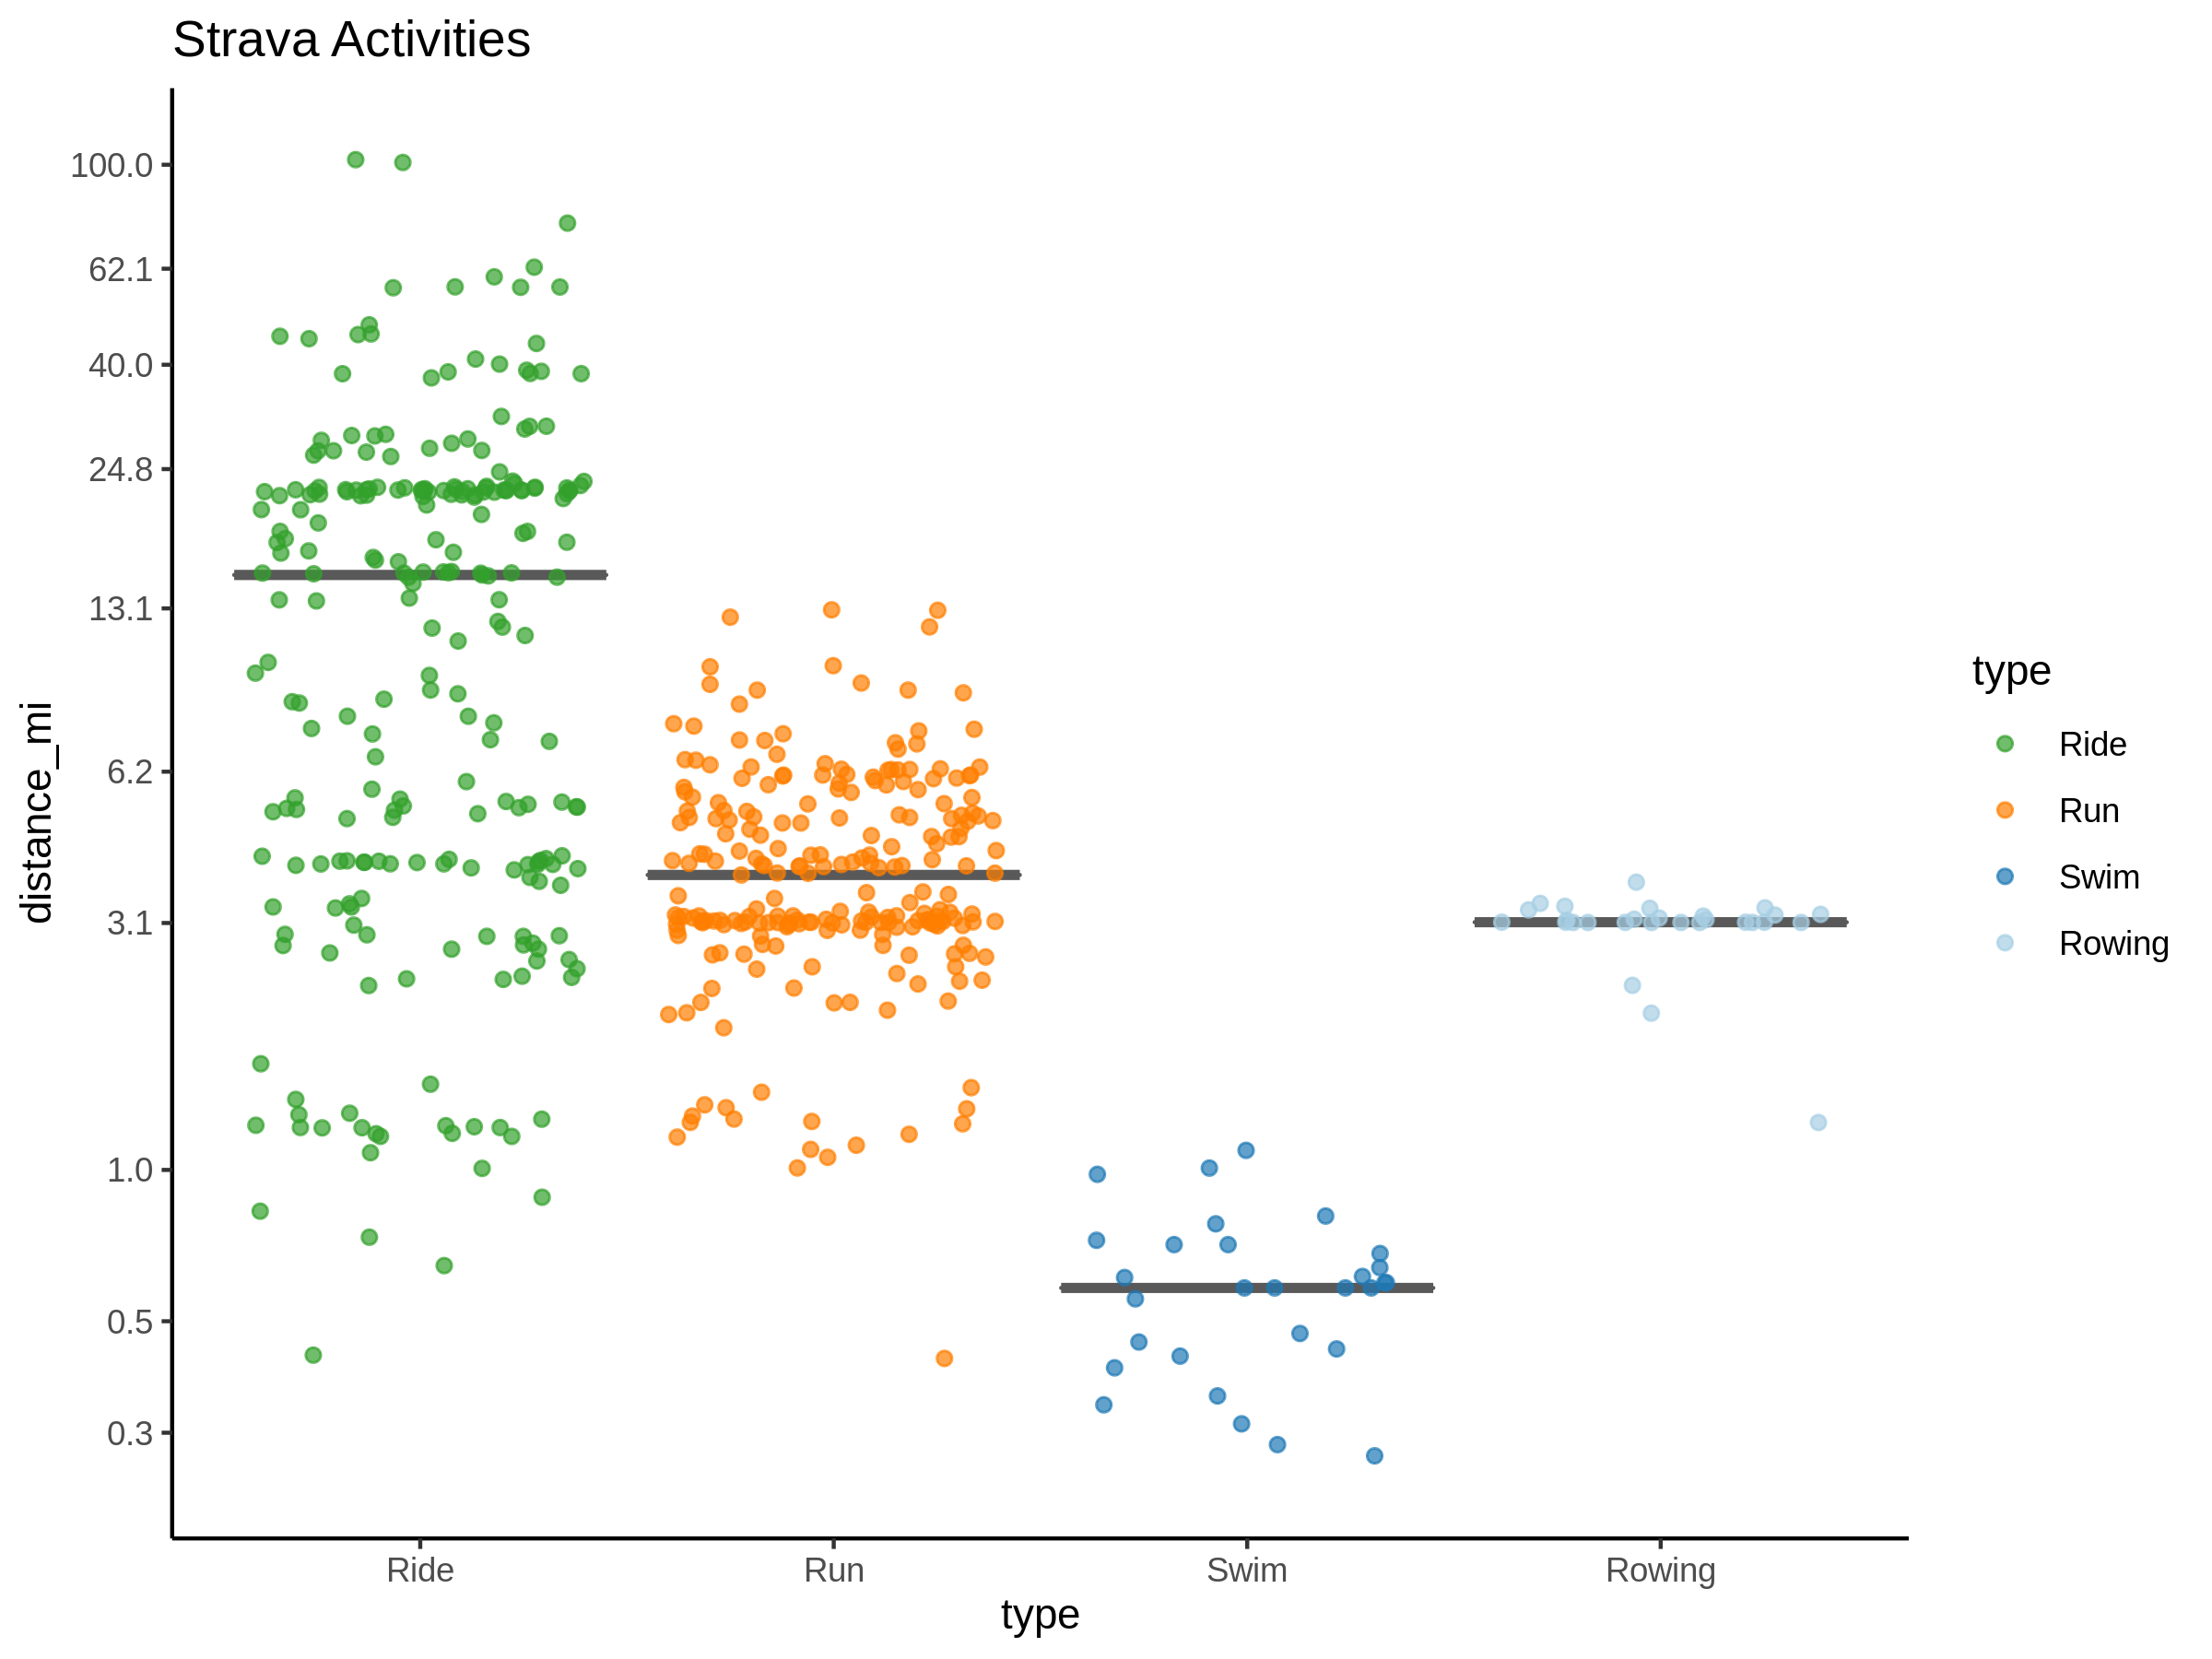 Strava Activities
100.0
62.1
40.0
24.8
13.1
6.2
3.1
1.0
0.5
0.3
distance_mi
Ride
Run
Swim
Rowing
type
type
Ride
Run
Swim
Rowing